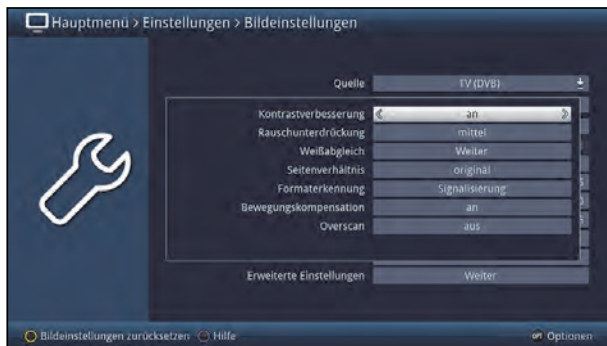 Hauptmenü > Einstellungen > Bildeinstellungen
Quelle TV (DVB)
Kontrastverbesserung an
Rauschunterdrückung mittel
Weißabgleich Weiter
Seitenverhältnis original
Formaterkennung Signalisierung
Bewegungskompensation an
Overscan aus
Erweiterte Einstellungen Weiter
Bildeinstellungen zurücksetzen Hilfe OPT Optionen